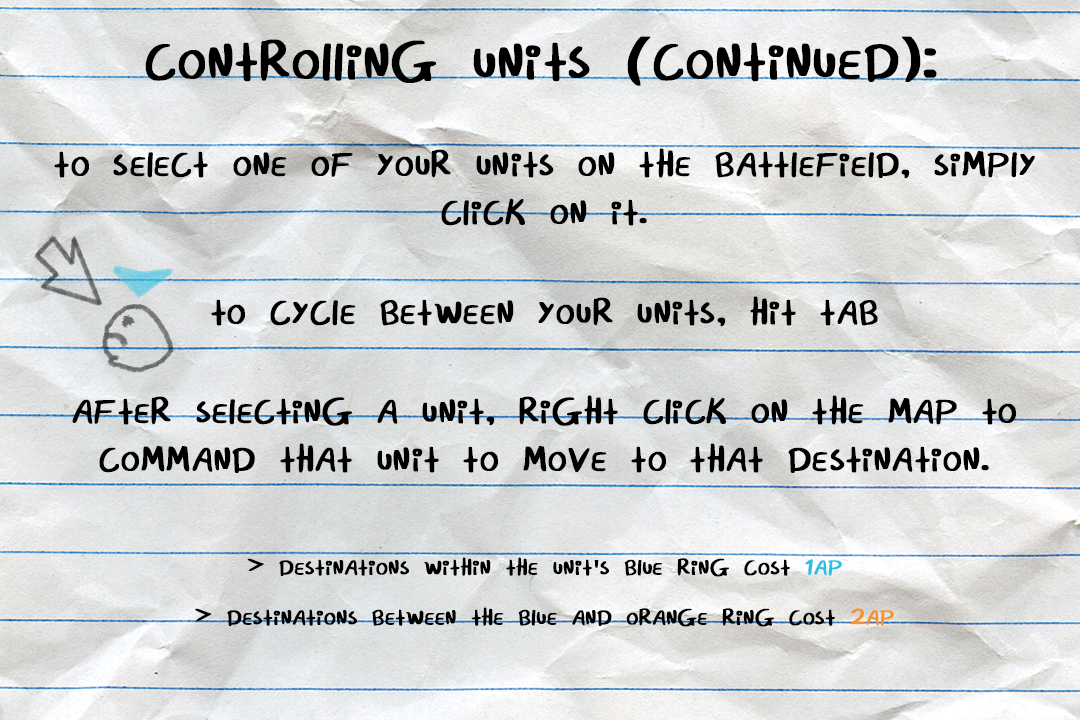 Controlling units (continued):
To select one of your units on the battlefield, simply
click on it.
To cycle between your units, hit TAB
After selecting a unit, right click on the map to
command that unit to move to that destination.
> Destinations within the unit's blue ring cost 1AP
> Destinations between the blue and orange ring cost 2AP